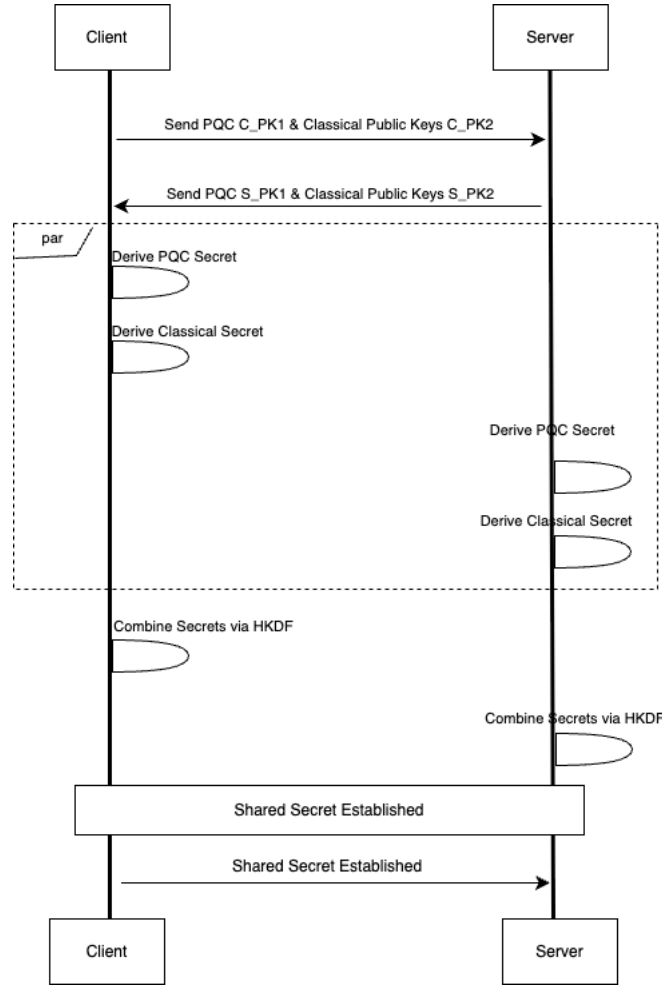 Client
Server
Send PQC C_PK1 & Classical Public Keys C_PK2
Send PQC S_PK1 & Classical Public Keys S_PK2
par
Derive PQC Secret
Derive Classical Secret
Derive PQC Secret
Derive Classical Secret
Combine Secrets via HKDF
Combine Secrets via HKDF
Shared Secret Established
Shared Secret Established
Client
Server